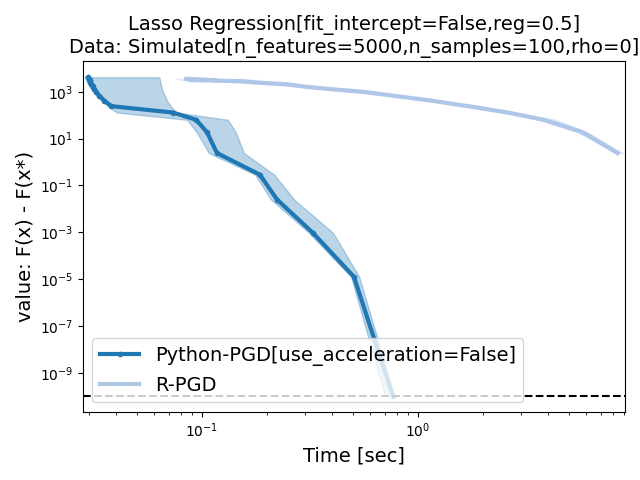 Lasso Regression[fit_intercept=False,reg=0.5]
Data: Simulated[n_features=5000,n_samples=100,rho=0]
value: F(x) - F(x*)
10³
10¹
10⁻¹
10⁻³
10⁻⁵
10⁻⁷
10⁻⁹
Python-PGD[use_acceleration=False]
R-PGD
10⁻¹ 10⁰
Time [sec]